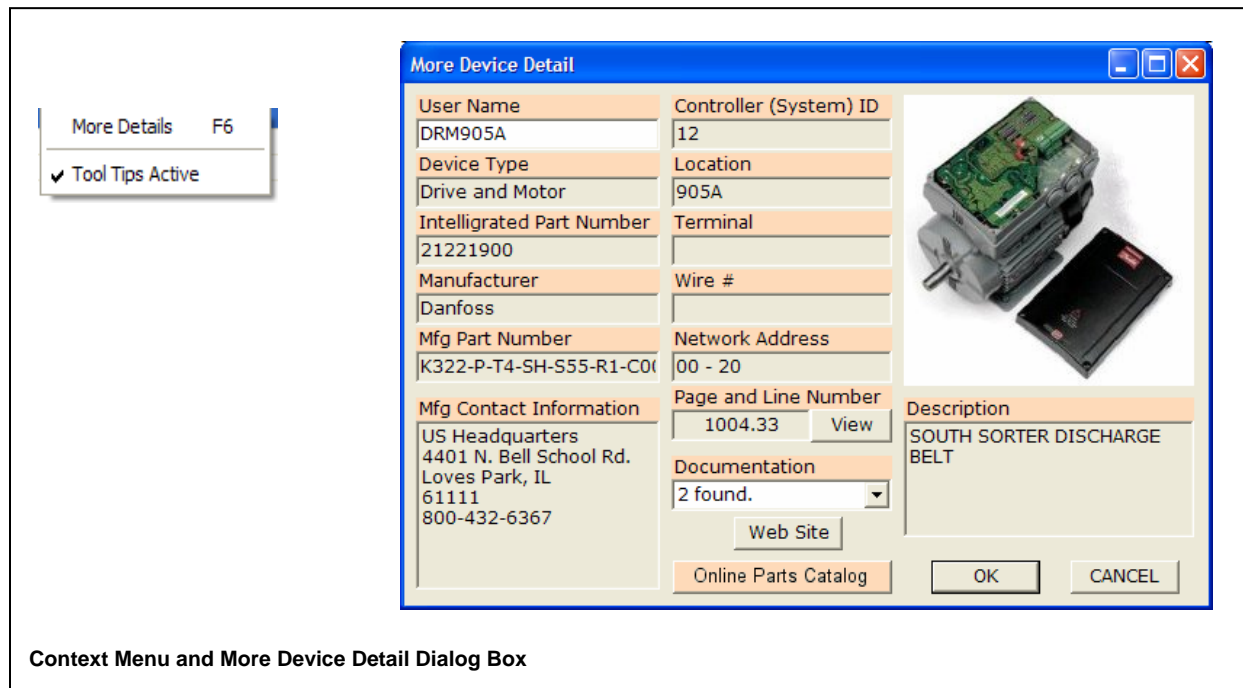 More Details F6
✔ Tool Tips Active
More Device Detail
User Name
DRM905A
Device Type
Drive and Motor
Intelligrated Part Number
21221900
Manufacturer
Danfoss
Mfg Part Number
K322-P-T4-SH-S55-R1-C0
Mfg Contact Information
US Headquarters
4401 N. Bell School Rd.
Loves Park, IL
61111
800-432-6367
Controller (System) ID
12
Location
905A
Terminal
Wire #
Network Address
00 - 20
Page and Line Number
1004.33 View
Documentation
2 found.
Web Site
Online Parts Catalog
Description
SOUTH SORTER DISCHARGE
BELT
OK CANCEL
Context Menu and More Device Detail Dialog Box